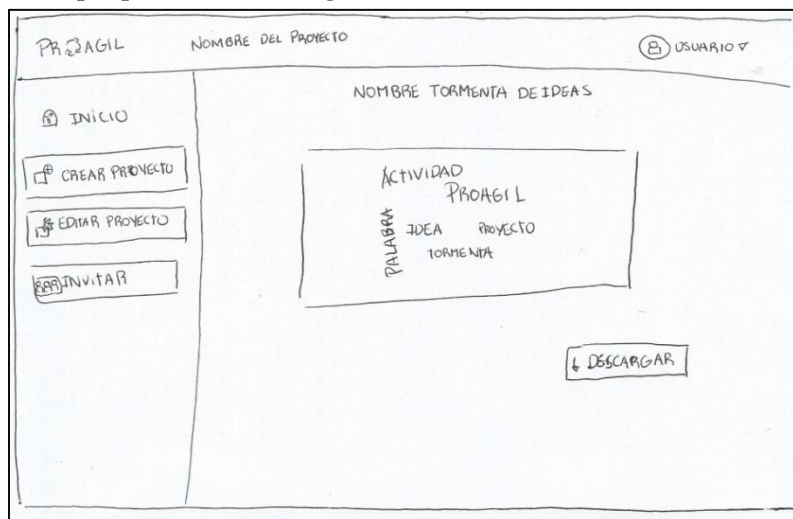 PROAGIL
NOMBRE DEL PROYECTO
USUARIO
INICIO
CREAR PROYECTO
EDITAR PROYECTO
INVITAR
NOMBRE TORMENTA DE IDEAS
ACTIVIDAD
PROAGIL
PALABRA
IDEA PROYECTO
TORMENTA
DESCARGAR